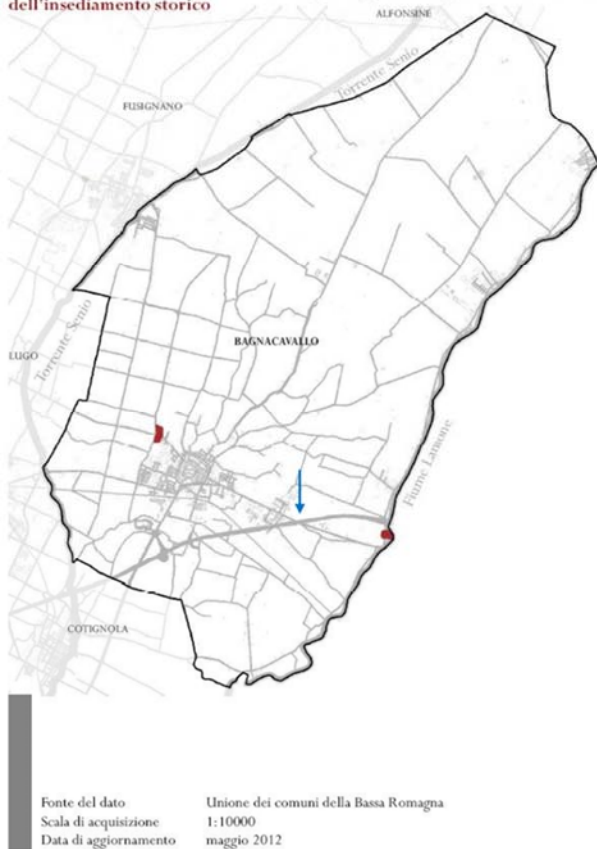 dell'insediamento storico
ALFONSINE
Torrente Senio
FUSIGNANO
Torrente Senio
BAGNACAVALLO
LUGO
Fiume Lamone
COTIGNOLA
Fonte del dato Unione dei comuni della Bassa Romagna
Scala di acquisizione 1:10000
Data di aggiornamento maggio 2012